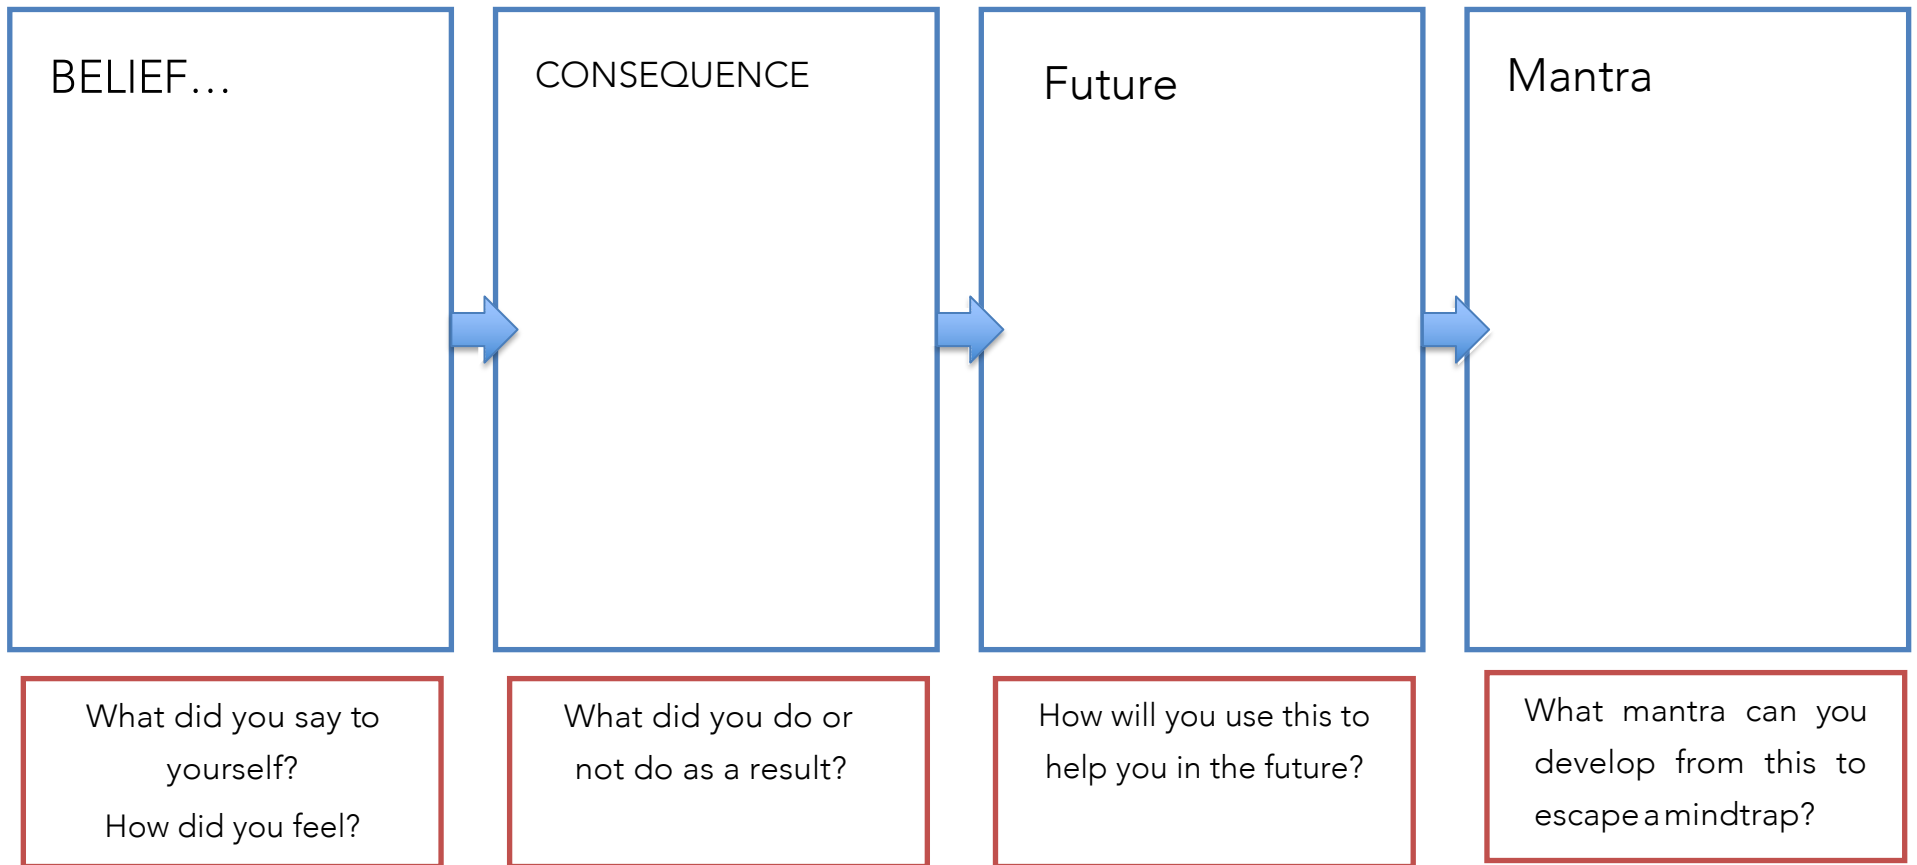 BELIEF…
CONSEQUENCE
Future
Mantra
What did you say to
yourself?
How did you feel?
What did you do or
not do as a result?
How will you use this to
help you in the future?
What mantra can you
develop from this to
escape a mindtrap?